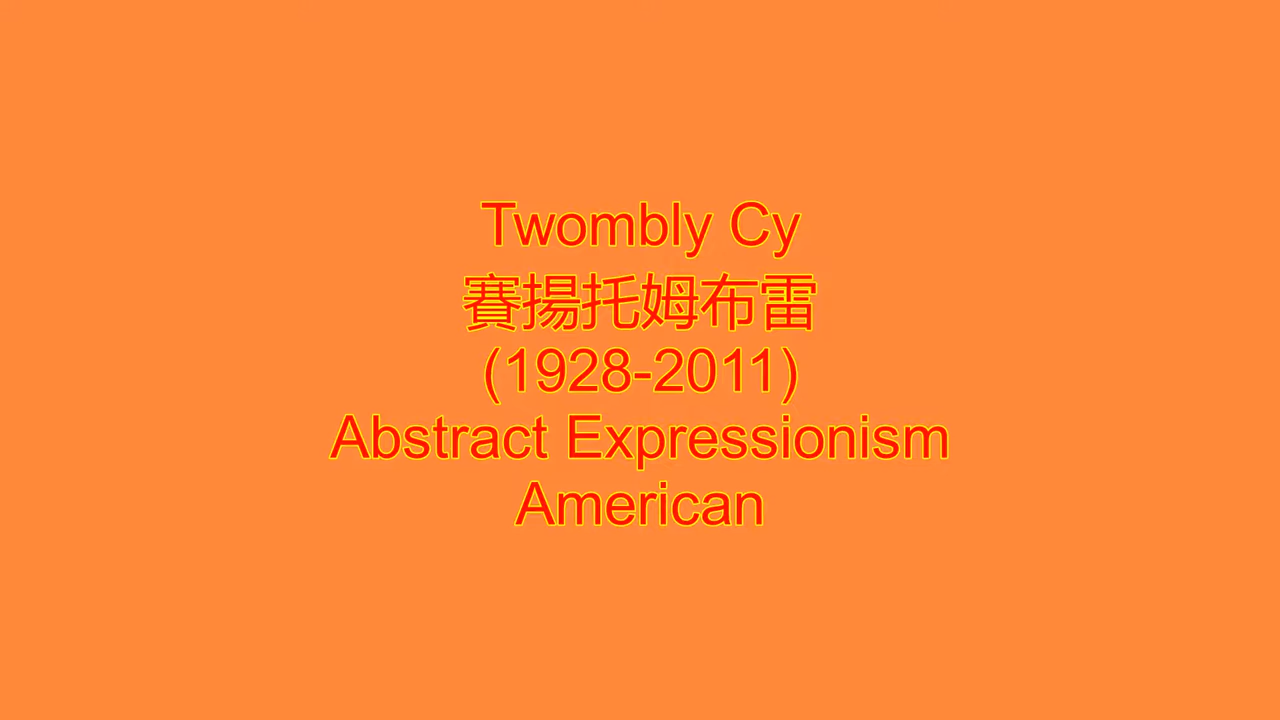 Twombly Cy
賽揚托姆布雷
(1928-2011)
Abstract Expressionism
American